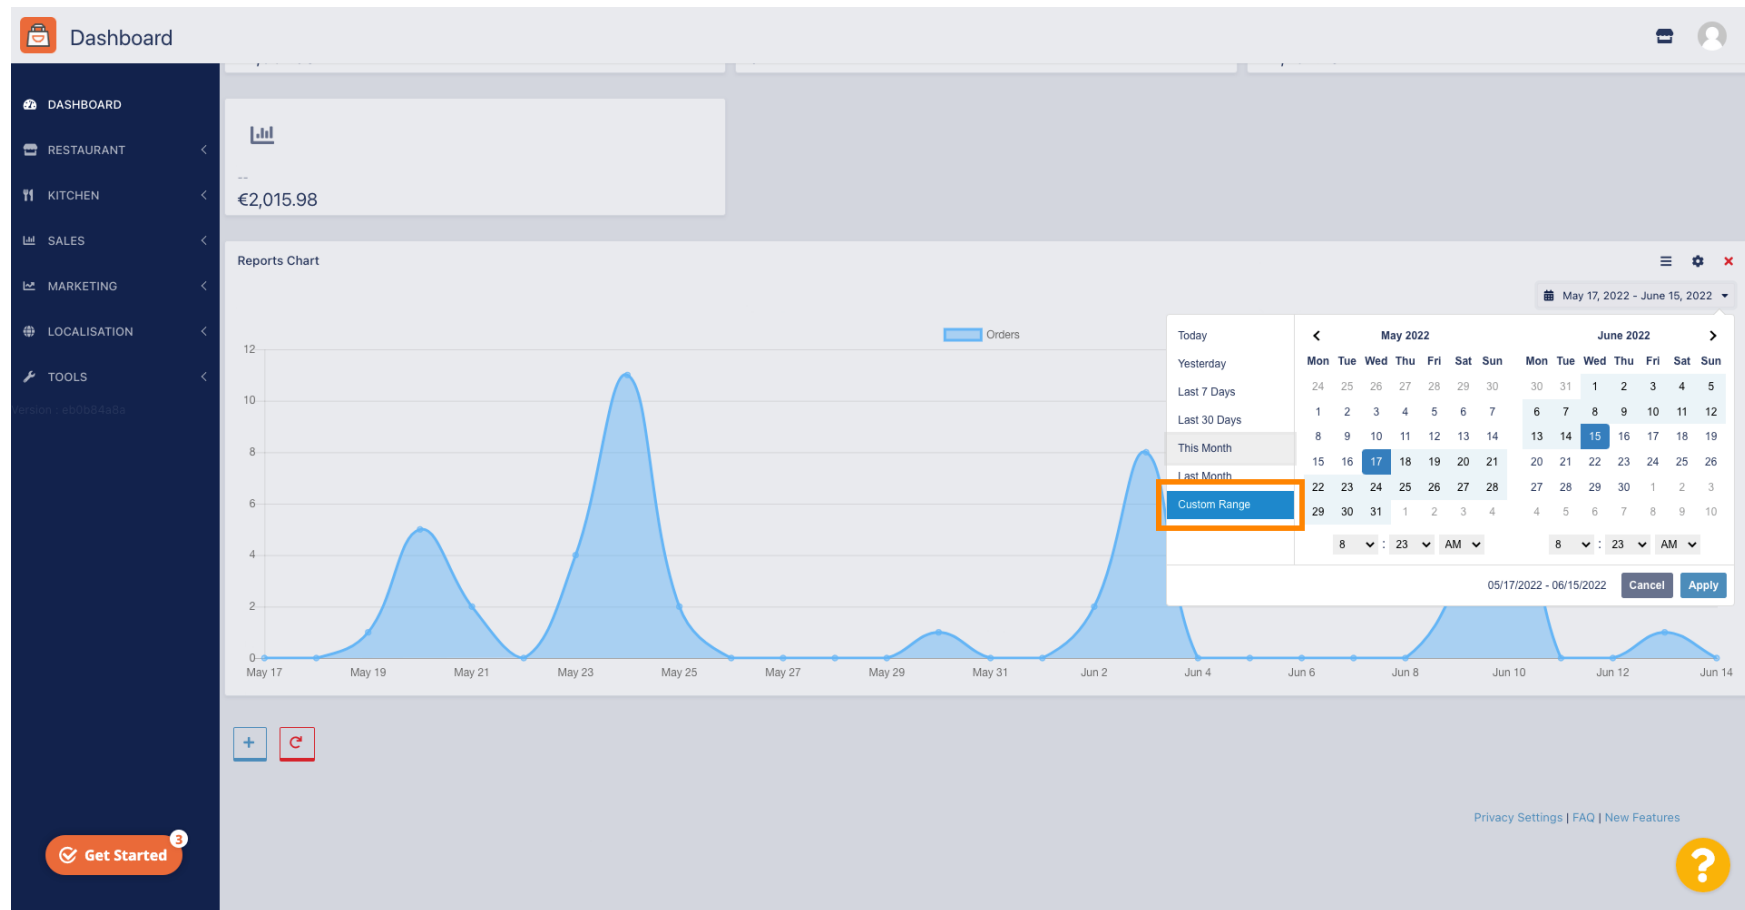 Dashboard
DASHBOARD
RESTAURANT
KITCHEN
SALES
MARKETING
LOCALISATION
TOOLS
Version : eb0b84a8a
--
€2,015.98
Reports Chart
May 17, 2022 - June 15, 2022
Orders
12
10
8
6
4
2
0
May 17 May 19 May 21 May 23 May 25 May 27 May 29 May 31 Jun 2 Jun 4 Jun 6 Jun 8 Jun 10 Jun 12 Jun 14
Today
Yesterday
Last 7 Days
Last 30 Days
This Month
Last Month
Custom Range
May 2022
Mon Tue Wed Thu Fri Sat Sun
24 25 26 27 28 29 30
1 2 3 4 5 6 7
8 9 10 11 12 13 14
15 16 17 18 19 20 21
22 23 24 25 26 27 28
29 30 31 1 2 3 4
8 : 23 AM
June 2022
Mon Tue Wed Thu Fri Sat Sun
30 31 1 2 3 4 5
6 7 8 9 10 11 12
13 14 15 16 17 18 19
20 21 22 23 24 25 26
27 28 29 30 1 2 3
4 5 6 7 8 9 10
8 : 23 AM
05/17/2022 - 06/15/2022 Cancel Apply
Privacy Settings | FAQ | New Features
3
Get Started
?